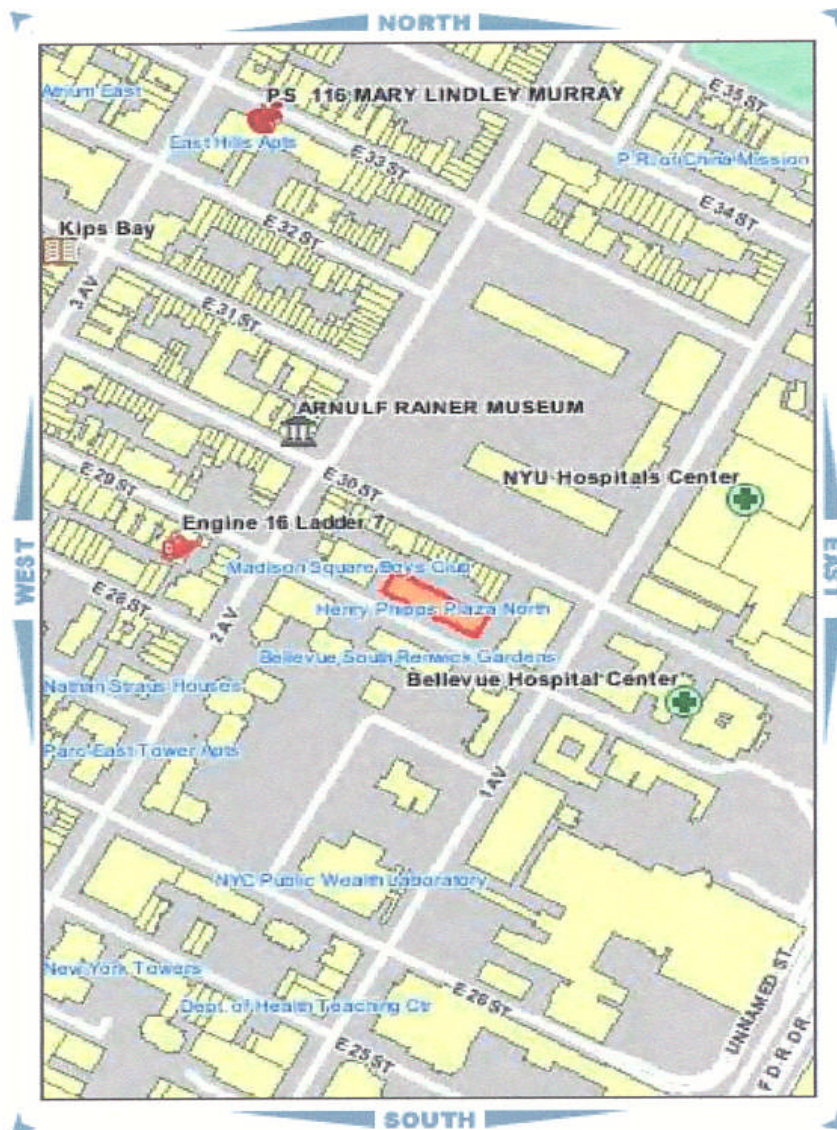 NORTH
E 35 ST
Atrium East
P S 116 MARY LINDLEY MURRAY
East Hills Apts
E 33 ST
P.R. of China Mission
E 34 ST
Kips Bay
E 32 ST
3 AV
E 31 ST
ARNULF RAINER MUSEUM
E 30 ST
NYU Hospitals Center
E 29 ST
Engine 16 Ladder 7
WEST
EAST
Madison Square Boys Club
E 28 ST
Henry Phipps Plaza North
2 AV
Bellevue South Renwick Gardens
Nathan Straus Houses
Bellevue Hospital Center
Parc East Tower Apts
1 AV
NYC Public Wealth Laboratory
New York Towers
E 26 ST
Dept. of Health Teaching Ctr
UNNAMED ST
F D R DR
E 25 ST
SOUTH